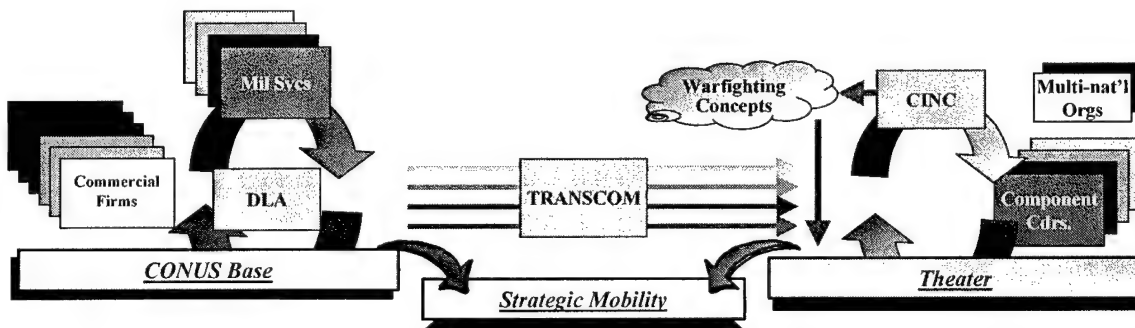 Mil Svcs
Commercial
Firms
DLA
CONUS Base
TRANSCOM
Strategic Mobility
Warfighting
Concepts
CINC
Multi-nat'l
Orgs
Component
Cdrs.
Theater